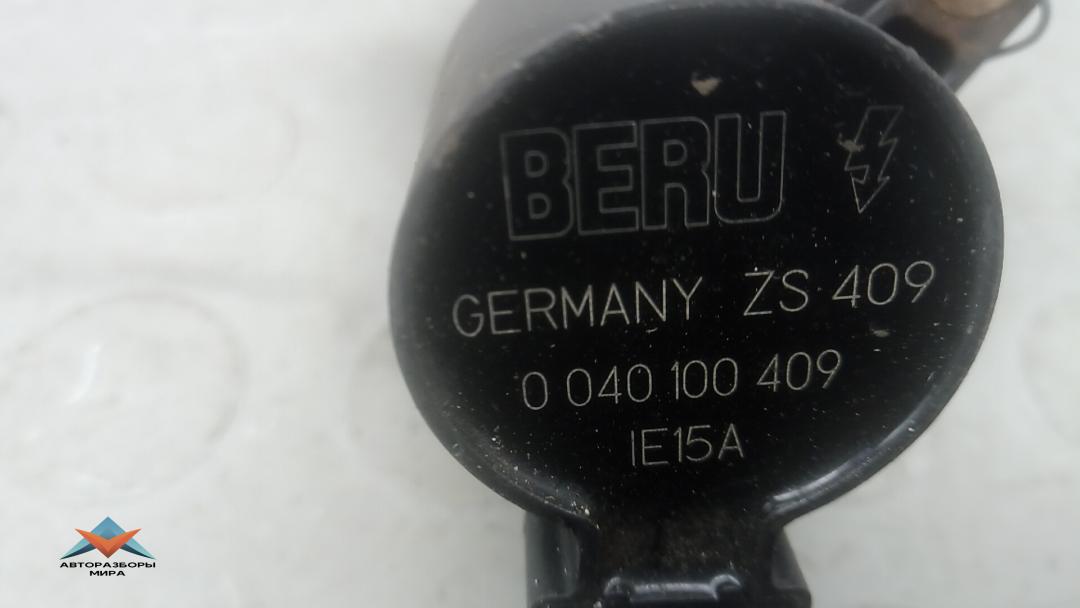 BERU
GERMANY ZS 409
0 040 100 409
IE15A
АВТОРАЗБОРЫ
МИРА